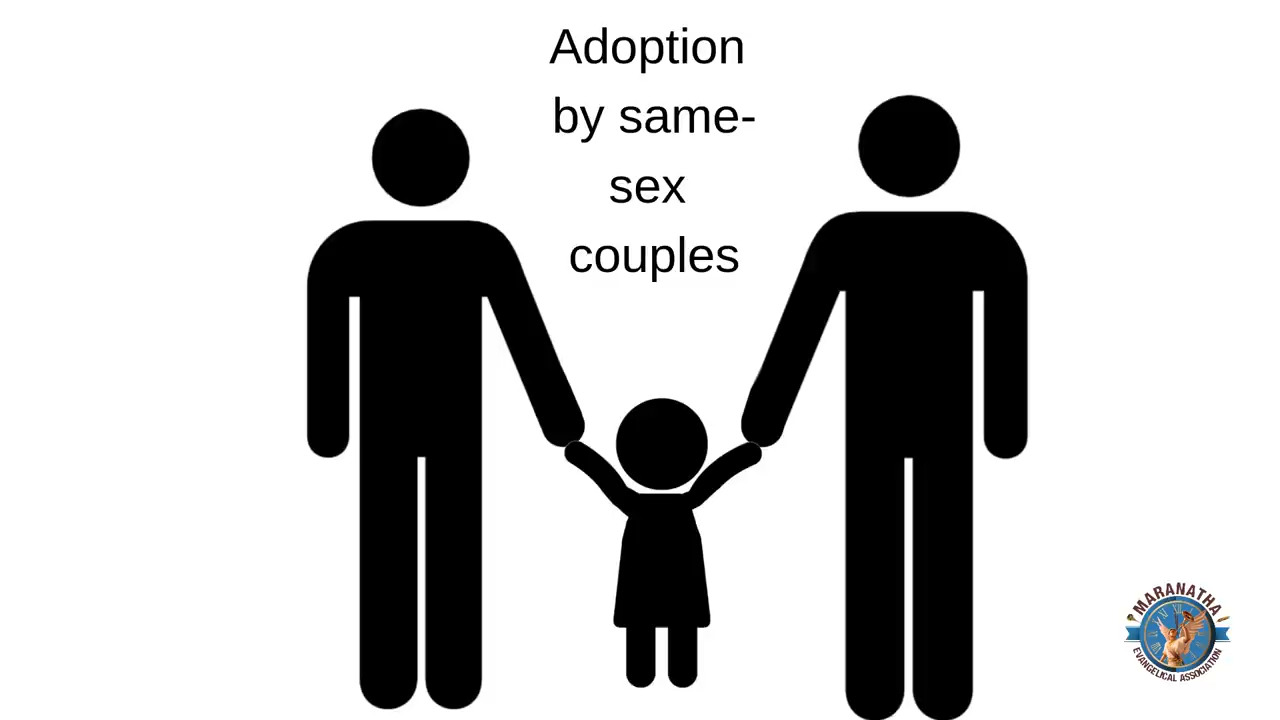 Adoption
by same-
sex
couples
MARANATHA
EVANGELICAL ASSOCIATION